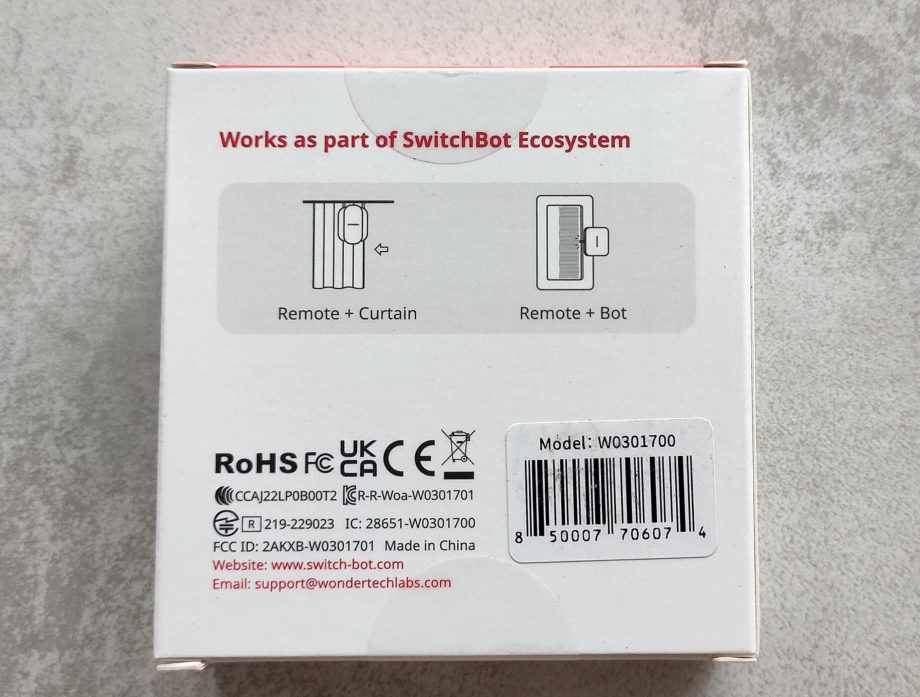 Works as part of SwitchBot Ecosystem
Remote + Curtain
Remote + Bot
RoHS FC UK CA CE
CCAJ22LP0B00T2 R-R-Woa-W0301701
R 219-229023 IC: 28651-W0301700
FCC ID: 2AKXB-W0301701 Made in China
Website: www.switch-bot.com
Email: support@wondertechlabs.com
Model: W0301700
8 50007 70607 4